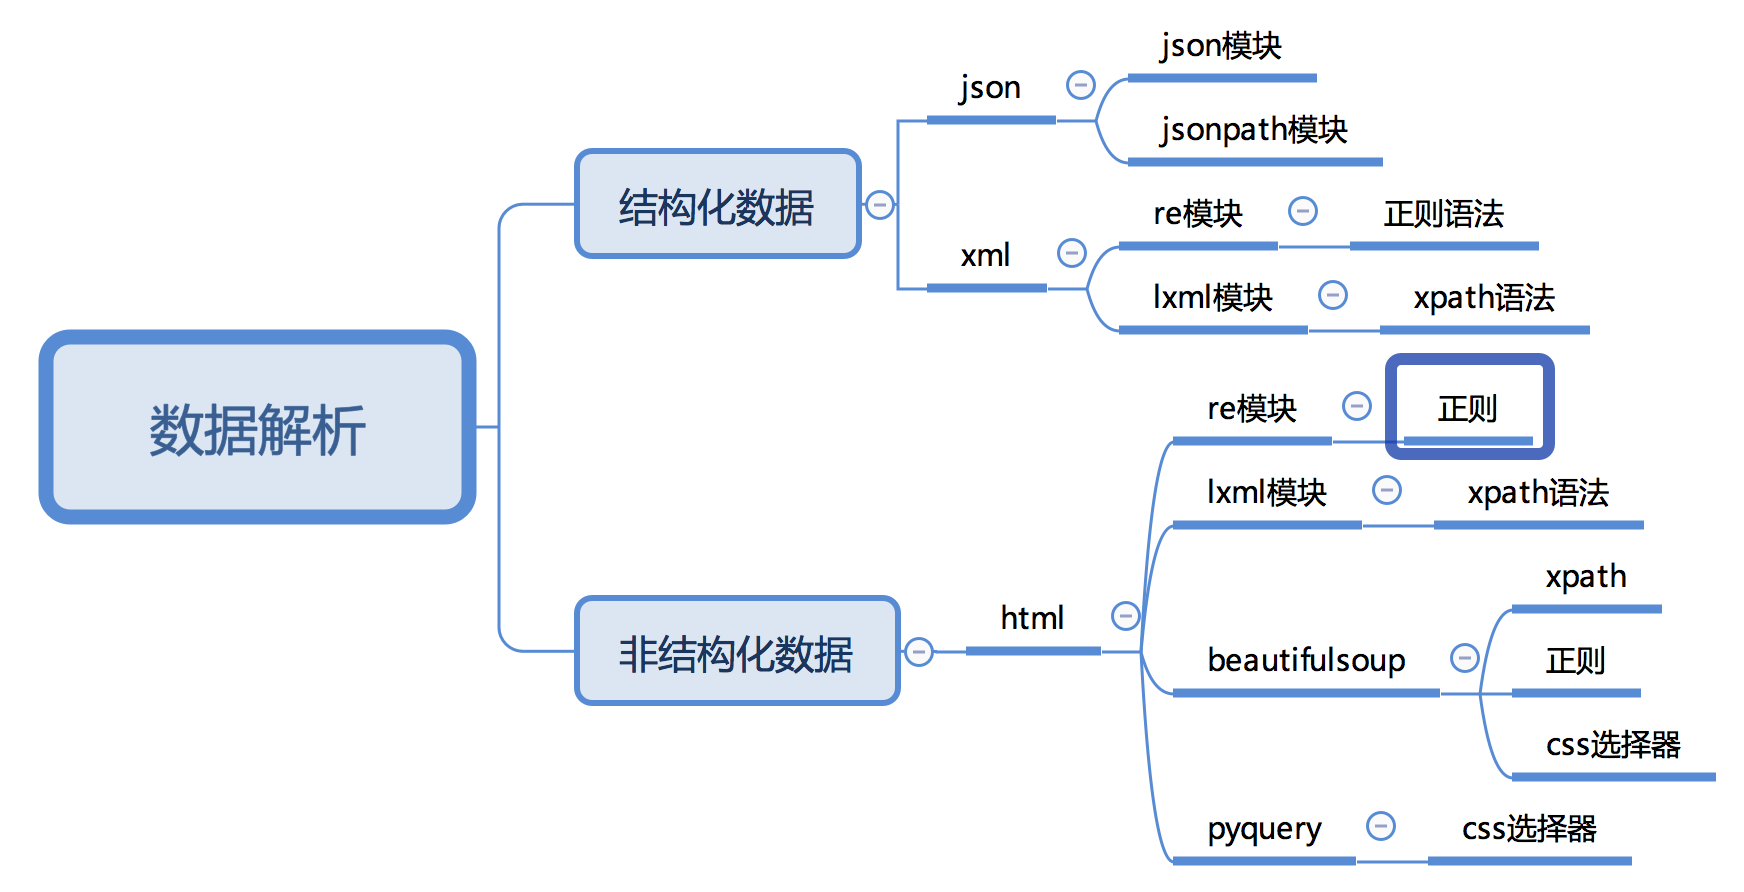 数据解析
结构化数据
json
json模块
jsonpath模块
xml
re模块
正则语法
lxml模块
xpath语法
非结构化数据
html
re模块
正则
lxml模块
xpath语法
beautifulsoup
xpath
正则
css选择器
pyquery
css选择器